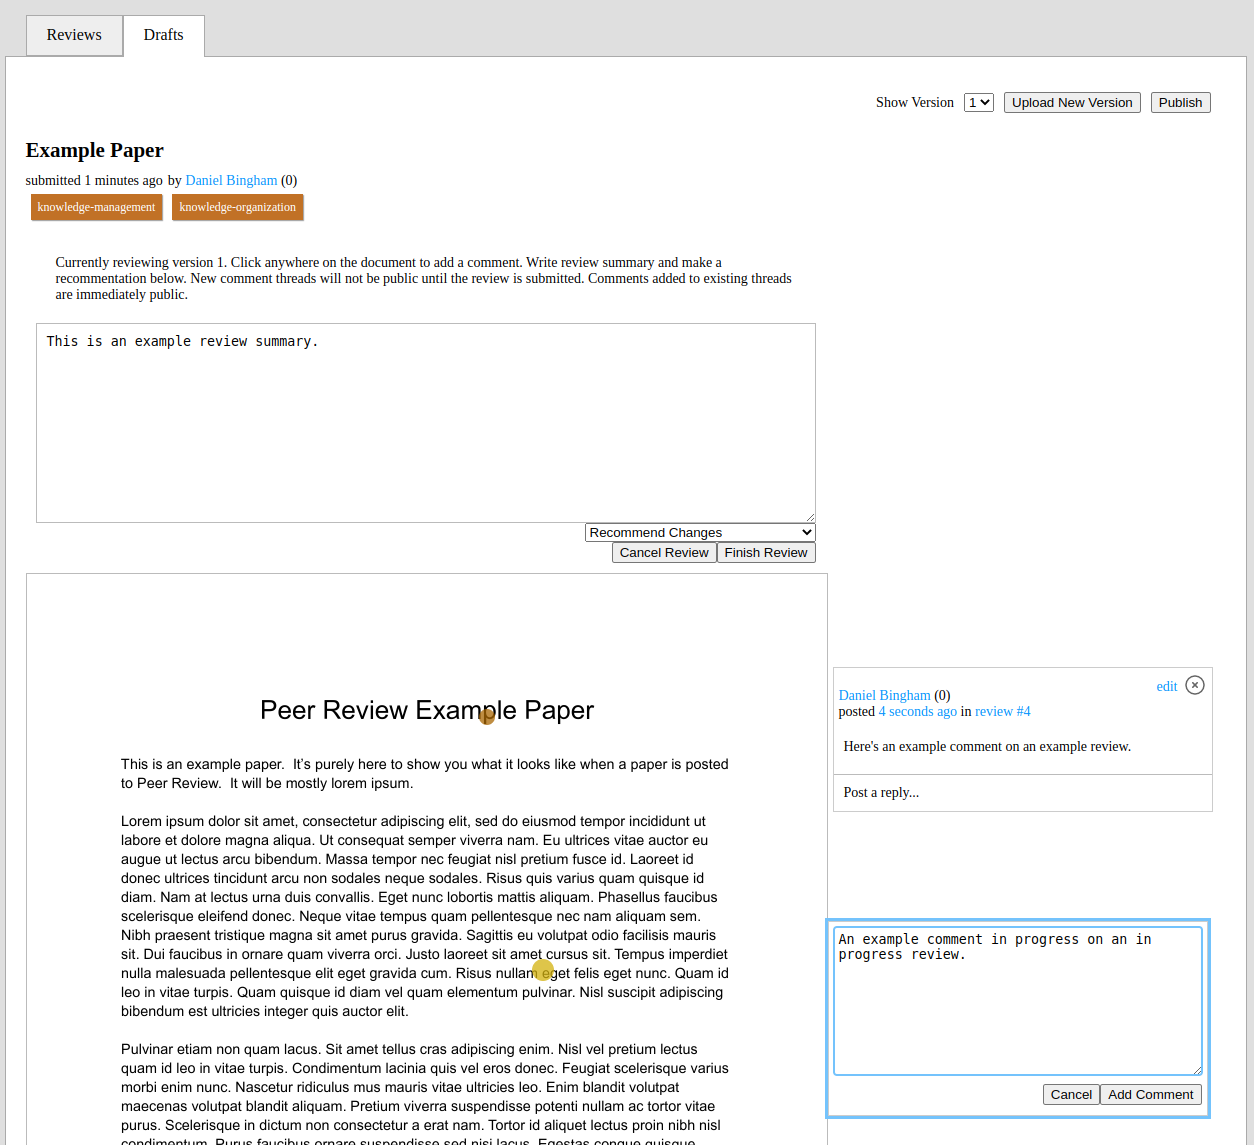 Reviews Drafts
Show Version 1 Upload New Version Publish
Example Paper
submitted 1 minutes ago by Daniel Bingham (0)
knowledge-management knowledge-organization
Currently reviewing version 1. Click anywhere on the document to add a comment. Write review summary and make a
recommentation below. New comment threads will not be public until the review is submitted. Comments added to existing threads
are immediately public.
This is an example review summary.
Recommend Changes
Cancel Review Finish Review
Peer Review Example Paper
This is an example paper.  It’s purely here to show you what it looks like when a paper is posted
to Peer Review.  It will be mostly lorem ipsum.
Lorem ipsum dolor sit amet, consectetur adipiscing elit, sed do eiusmod tempor incididunt ut
labore et dolore magna aliqua. Ut consequat semper viverra nam. Eu ultrices vitae auctor eu
augue ut lectus arcu bibendum. Massa tempor nec feugiat nisl pretium fusce id. Laoreet id
donec ultrices tincidunt arcu non sodales neque sodales. Risus quis varius quam quisque id
diam. Nam at lectus urna duis convallis. Eget nunc lobortis mattis aliquam. Phasellus faucibus
scelerisque eleifend donec. Neque vitae tempus quam pellentesque nec nam aliquam sem.
Nibh praesent tristique magna sit amet purus gravida. Sagittis eu volutpat odio facilisis mauris
sit. Dui faucibus in ornare quam viverra orci. Justo laoreet sit amet cursus sit. Tempus imperdiet
nulla malesuada pellentesque elit eget gravida cum. Risus nullam eget felis eget nunc. Quam id
leo in vitae turpis. Quam quisque id diam vel quam elementum pulvinar. Nisl suscipit adipiscing
bibendum est ultricies integer quis auctor elit.
Pulvinar etiam non quam lacus. Sit amet tellus cras adipiscing enim. Nisl vel pretium lectus
quam id leo in vitae turpis. Condimentum lacinia quis vel eros donec. Feugiat scelerisque varius
morbi enim nunc. Nascetur ridiculus mus mauris vitae ultricies leo. Enim blandit volutpat
maecenas volutpat blandit aliquam. Pretium viverra suspendisse potenti nullam ac tortor vitae
purus. Scelerisque in dictum non consectetur a erat nam. Tortor id aliquet lectus proin nibh nisl
condimentum. Purus faucibus ornare suspendisse sed nisi lacus. Egestas congue quisque
edit
Daniel Bingham (0)
posted 4 seconds ago in review #4
Here's an example comment on an example review.
Post a reply...
An example comment in progress on an in
progress review.
Cancel Add Comment